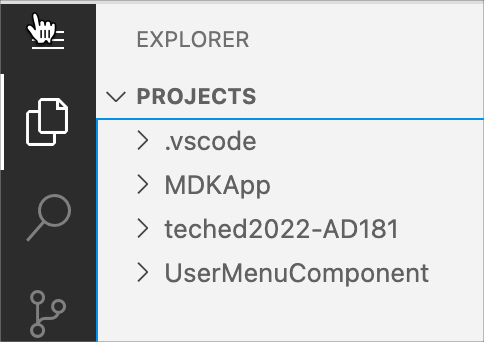 EXPLORER
PROJECTS
.vscode
MDKApp
teched2022-AD181
UserMenuComponent